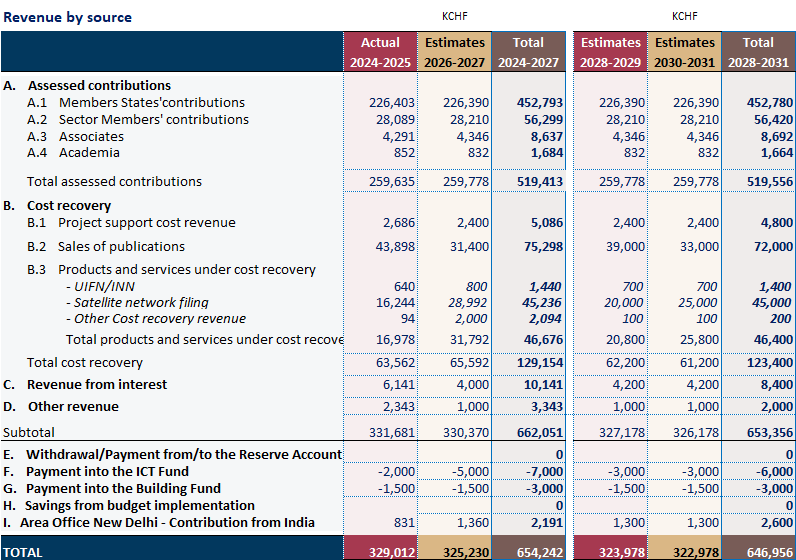 Revenue by source KCHF KCHF
Actual Estimates Total Estimates Estimates Total
2024-2025 2026-2027 2024-2027 2028-2029 2030-2031 2028-2031
A. Assessed contributions
A.1 Members States'contributions 226,403 226,390 452,793 226,390 226,390 452,780
A.2 Sector Members' contributions 28,089 28,210 56,299 28,210 28,210 56,420
A.3 Associates 4,291 4,346 8,637 4,346 4,346 8,692
A.4 Academia 852 832 1,684 832 832 1,664
Total assessed contributions 259,635 259,778 519,413 259,778 259,778 519,556
B. Cost recovery
B.1 Project support cost revenue 2,686 2,400 5,086 2,400 2,400 4,800
B.2 Sales of publications 43,898 31,400 75,298 39,000 33,000 72,000
B.3 Products and services under cost recovery
- UIFN/INN 640 800 1,440 700 700 1,400
- Satellite network filing 16,244 28,992 45,236 20,000 25,000 45,000
- Other Cost recovery revenue 94 2,000 2,094 100 100 200
Total products and services under cost recove 16,978 31,792 46,676 20,800 25,800 46,400
Total cost recovery 63,562 65,592 129,154 62,200 61,200 123,400
C. Revenue from interest 6,141 4,000 10,141 4,200 4,200 8,400
D. Other revenue 2,343 1,000 3,343 1,000 1,000 2,000
Subtotal 331,681 330,370 662,051 327,178 326,178 653,356
E. Withdrawal/Payment from/to the Reserve Account 0 0
F. Payment into the ICT Fund -2,000 -5,000 -7,000 -3,000 -3,000 -6,000
G. Payment into the Building Fund -1,500 -1,500 -3,000 -1,500 -1,500 -3,000
H. Savings from budget implementation 0 0
I. Area Office New Delhi - Contribution from India 831 1,360 2,191 1,300 1,300 2,600
TOTAL 329,012 325,230 654,242 323,978 322,978 646,956